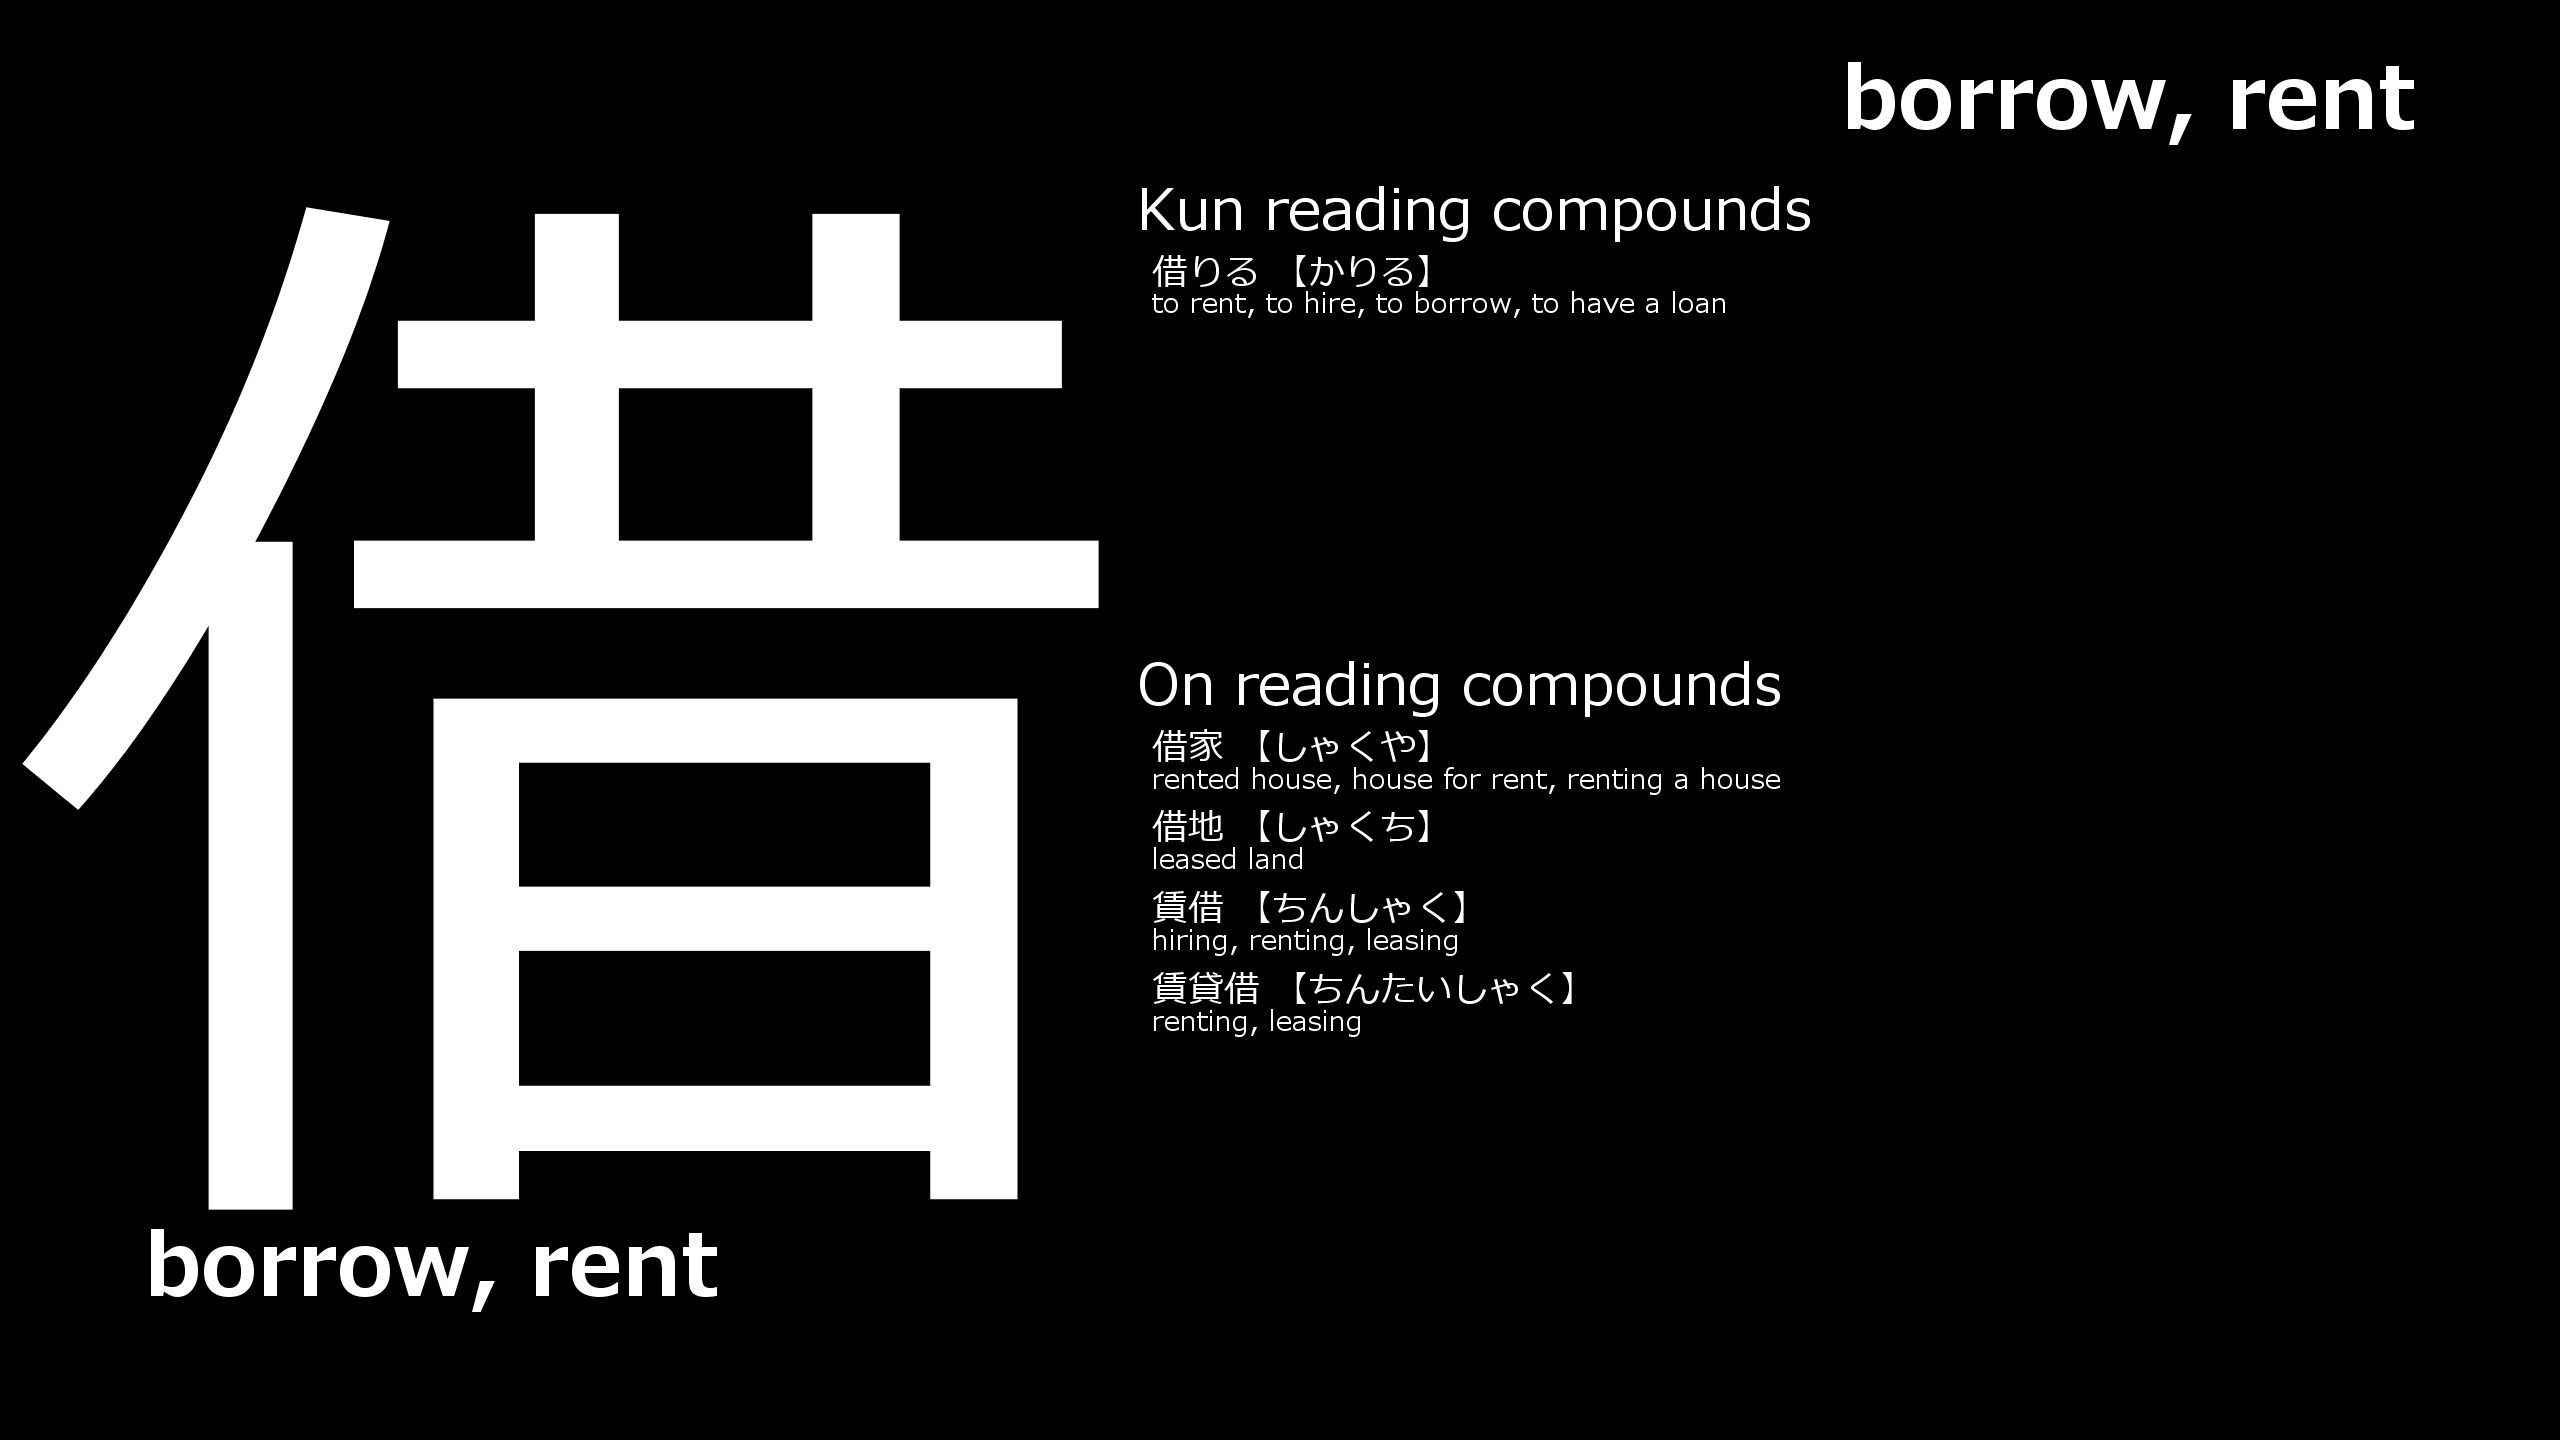 borrow, rent
借
Kun reading compounds
借りる 【かりる】
to rent, to hire, to borrow, to have a loan
On reading compounds
借家 【しゃくや】
rented house, house for rent, renting a house
借地 【しゃくち】
leased land
賃借 【ちんしゃく】
hiring, renting, leasing
賃貸借 【ちんたいしゃく】
renting, leasing
borrow, rent